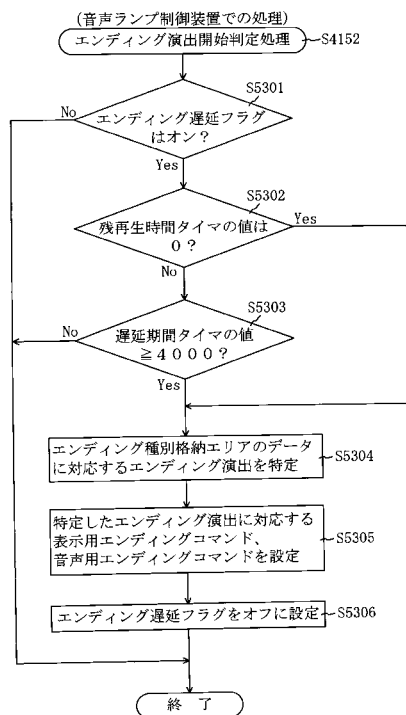 (音声ランプ制御装置での処理)
エンディング演出開始判定処理
S4152
S5301
エンディング遅延フラグ
はオン?
No
Yes
S5302
残再生時間タイマの値は
0?
Yes
No
S5303
遅延期間タイマの値
≧4000?
No
Yes
エンディング種別格納エリアのデータ
に対応するエンディング演出を特定
S5304
特定したエンディング演出に対応する
表示用エンディングコマンド、
音声用エンディングコマンドを設定
S5305
エンディング遅延フラグをオフに設定
S5306
終 了